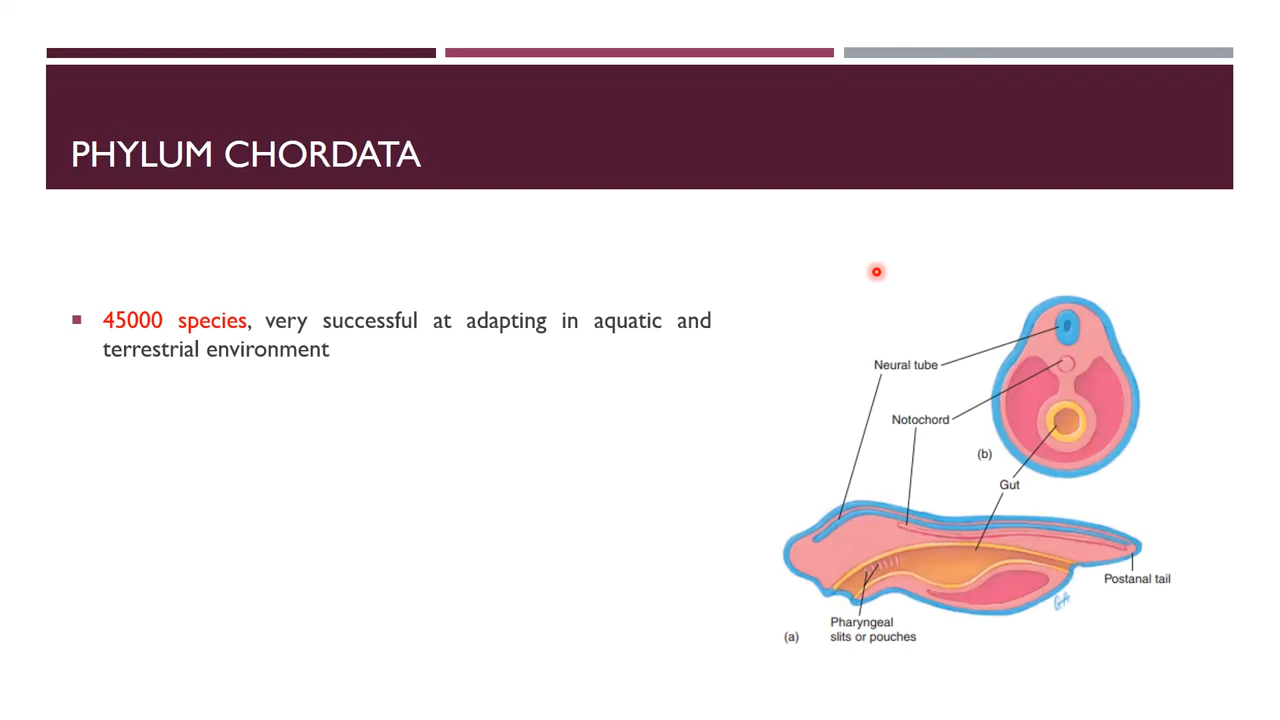 PHYLUM CHORDATA
45000 species, very successful at adapting in aquatic and
terrestrial environment
Neural tube
Notochord
(b)
Gut
Postanal tail
Pharyngeal
slits or pouches
(a)